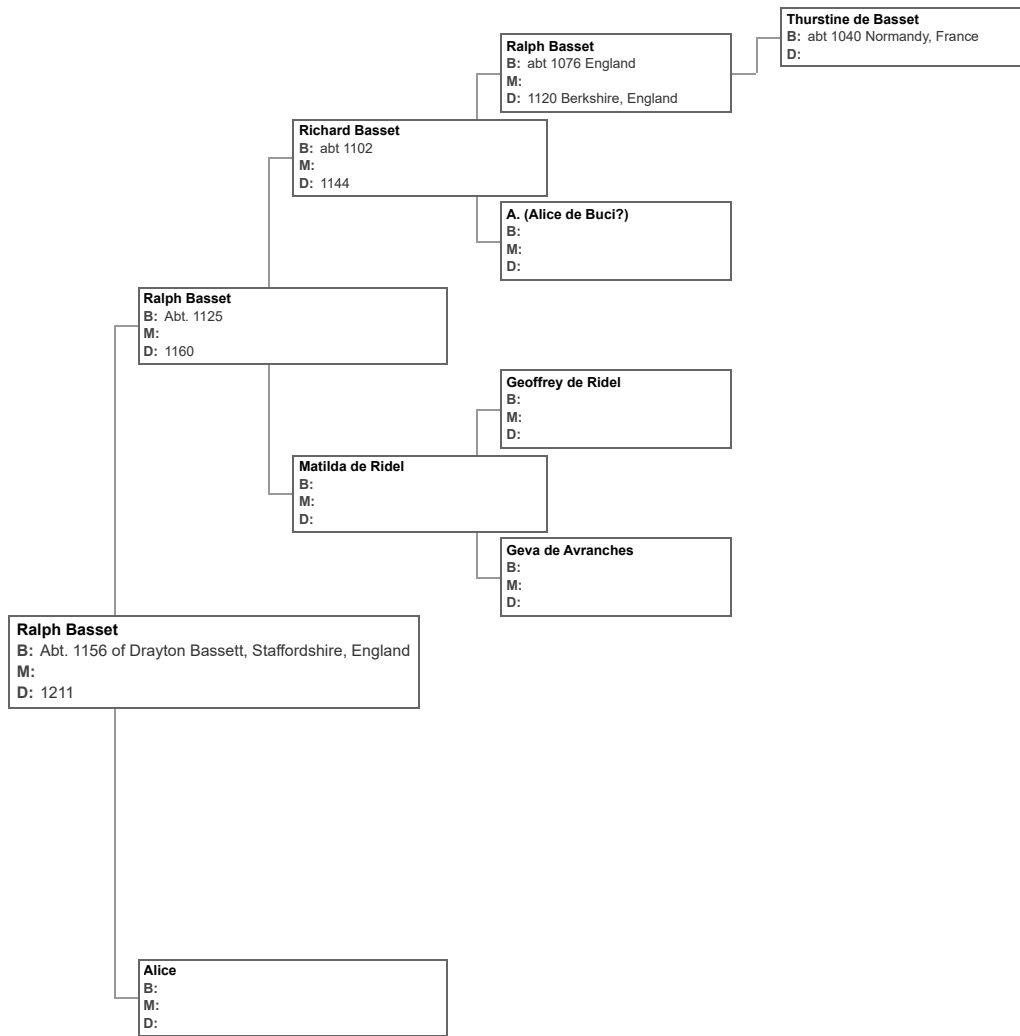 Thurstine de Basset
B: abt 1040 Normandy, France
D:
Ralph Basset
B: abt 1076 England
M:
D: 1120 Berkshire, England
Richard Basset
B: abt 1102
M:
D: 1144
A. (Alice de Buci?)
B:
M:
D:
Ralph Basset
B: Abt. 1125
M:
D: 1160
Geoffrey de Ridel
B:
M:
D:
Matilda de Ridel
B:
M:
D:
Geva de Avranches
B:
M:
D:
Ralph Basset
B: Abt. 1156 of Drayton Bassett, Staffordshire, England
M:
D: 1211
Alice
B:
M:
D: